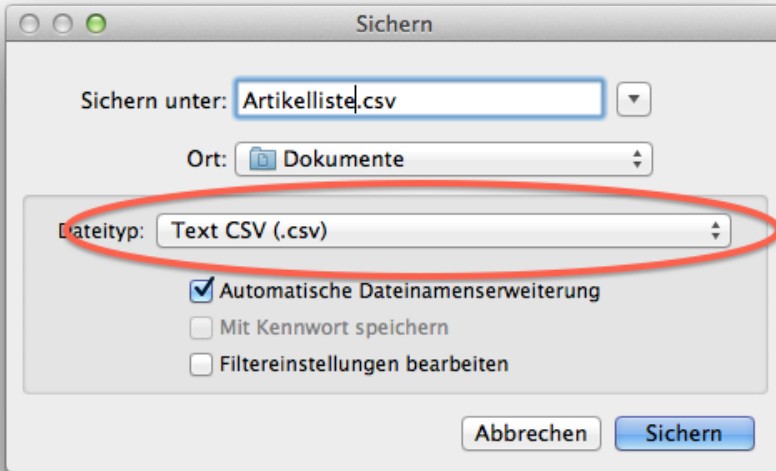 Sichern
Sichern unter: Artikelliste.csv
Ort: Dokumente
Dateityp: Text CSV (.csv)
Automatische Dateinamenserweiterung
Mit Kennwort speichern
Filtereinstellungen bearbeiten
Abbrechen Sichern